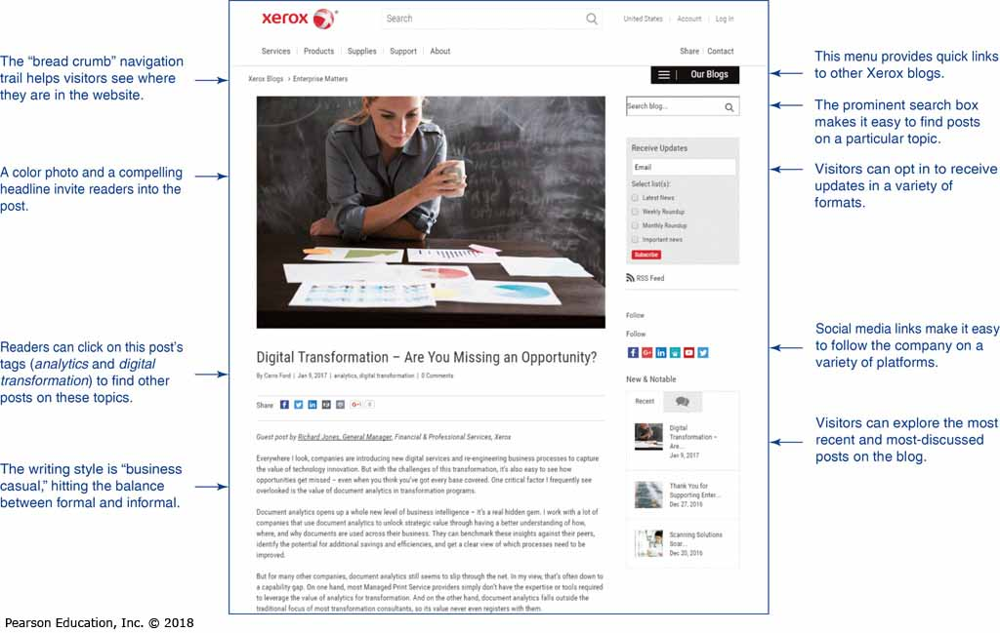 The “bread crumb” navigation
trail helps visitors see where
they are in the website.
A color photo and a compelling
headline invite readers into the
post.
Readers can click on this post’s
tags (analytics and digital
transformation) to find other
posts on these topics.
The writing style is “business
casual,” hitting the balance
between formal and informal.
xerox
Search
United States | Account | Log In
Services | Products | Supplies | Support | About
Share | Contact
Xerox Blogs > Enterprise Matters
Our Blogs
Digital Transformation – Are You Missing an Opportunity?
By Carro Ford | Jan 9, 2017 | analytics, digital transformation | 0 Comments
Share
G+1 0
Guest post by Richard Jones, General Manager, Financial & Professional Services, Xerox
Everywhere I look, companies are introducing new digital services and re-engineering business processes to capture
the value of technology innovation. But with the challenges of this transformation, it’s also easy to see how
opportunities get missed – even when you think you’ve got every base covered. One critical factor I frequently see
overlooked is the value of document analytics in transformation programs.
Document analytics opens up a whole new level of business intelligence – it’s a real hidden gem. I work with a lot of
companies that use document analytics to unlock strategic value through having a better understanding of how,
where, and why documents are used across their business. They can benchmark these insights against their peers,
identify the potential for additional savings and efficiencies, and get a clear view of which processes need to be
improved.
But for many other companies, document analytics still seems to slip through the net. In my view, that’s often down to
a capability gap. On one hand, most Managed Print Service providers simply don’t have the expertise or tools required
to leverage the value of analytics for transformation. And on the other hand, document analytics falls outside the
traditional focus of most transformation consultants, so its value never even registers with them.
Search blog...
Receive Updates
Email
Select list(s):
Latest News
Weekly Roundup
Monthly Roundup
Important news
Subscribe
RSS Feed
Follow
Follow
New & Notable
Recent
Digital
Transformation –
Are...
Jan 9, 2017
Thank You for
Supporting Enter...
Dec 27, 2016
Scanning Solutions
Soar...
Dec 20, 2016
This menu provides quick links
to other Xerox blogs.
The prominent search box
makes it easy to find posts
on a particular topic.
Visitors can opt in to receive
updates in a variety of
formats.
Social media links make it easy
to follow the company on a
variety of platforms.
Visitors can explore the most
recent and most-discussed
posts on the blog.
Pearson Education, Inc. © 2018